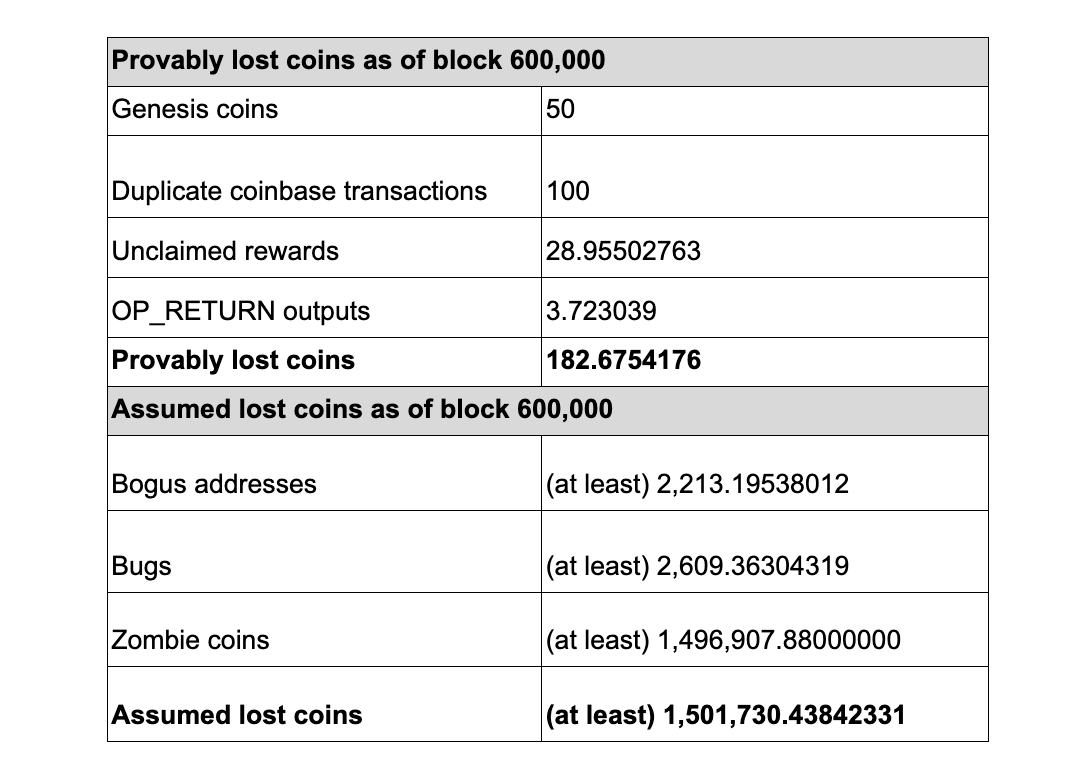 Provably lost coins as of block 600,000
Genesis coins 50
Duplicate coinbase transactions 100
Unclaimed rewards 28.95502763
OP_RETURN outputs 3.723039
Provably lost coins 182.6754176
Assumed lost coins as of block 600,000
Bogus addresses (at least) 2,213.19538012
Bugs (at least) 2,609.36304319
Zombie coins (at least) 1,496,907.88000000
Assumed lost coins (at least) 1,501,730.43842331